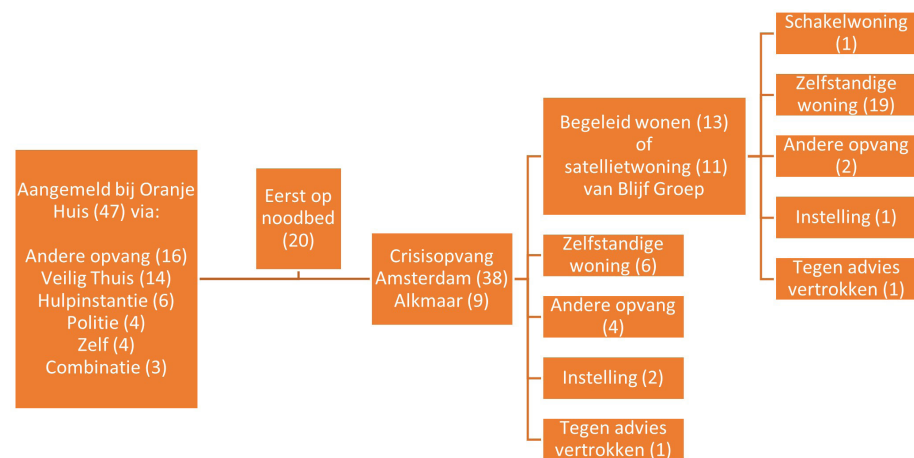 Aangemeld bij Oranje
Huis (47) via:
Andere opvang (16)
Veilig Thuis (14)
Hulpinstantie (6)
Politie (4)
Zelf (4)
Combinatie (3)
Eerst op
noodbed
(20)
Crisisopvang
Amsterdam (38)
Alkmaar (9)
Begeleid wonen (13)
of
satellietwoning (11)
van Blijf Groep
Zelfstandige
woning (6)
Andere opvang
(4)
Instelling (2)
Tegen advies
vertrokken (1)
Schakelwoning
(1)
Zelfstandige
woning (19)
Andere opvang
(2)
Instelling (1)
Tegen advies
vertrokken (1)